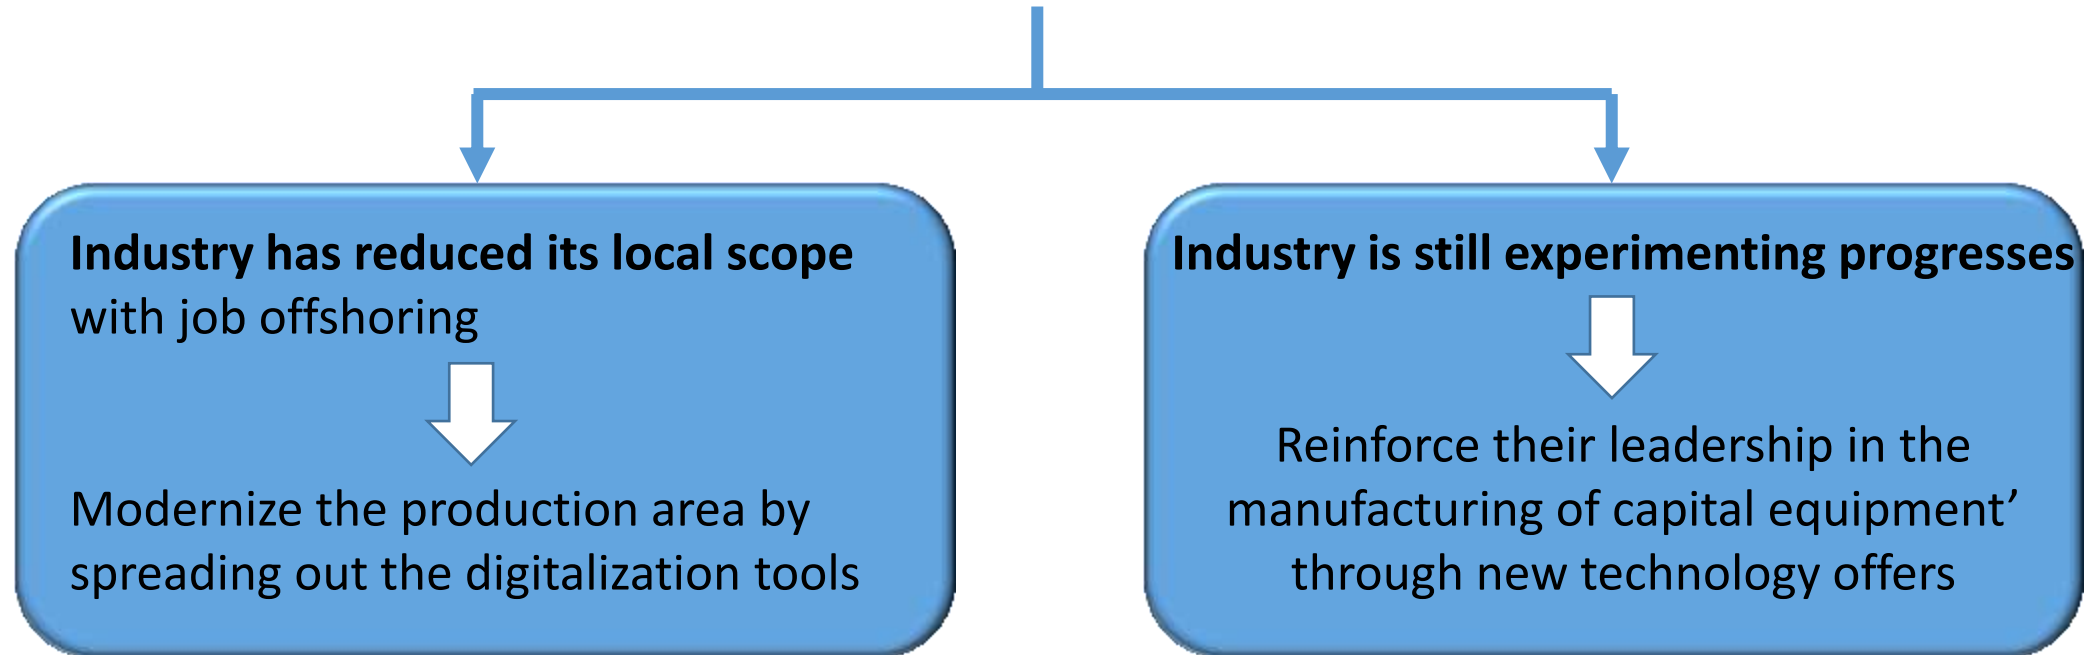 Industry has reduced its local scope
with job offshoring
Modernize the production area by
spreading out the digitalization tools
Industry is still experimenting progresses
Reinforce their leadership in the
manufacturing of capital equipment’
through new technology offers